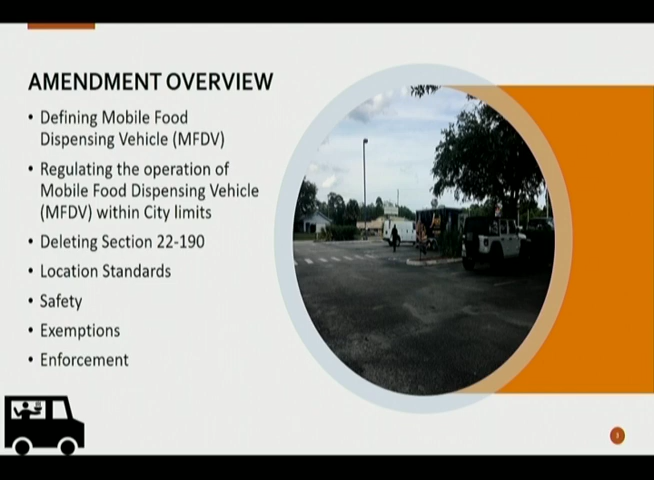 AMENDMENT OVERVIEW
• Defining Mobile Food
Dispensing Vehicle (MFDV)
• Regulating the operation of
Mobile Food Dispensing Vehicle
(MFDV) within City limits
• Deleting Section 22-190
• Location Standards
• Safety
• Exemptions
• Enforcement
3